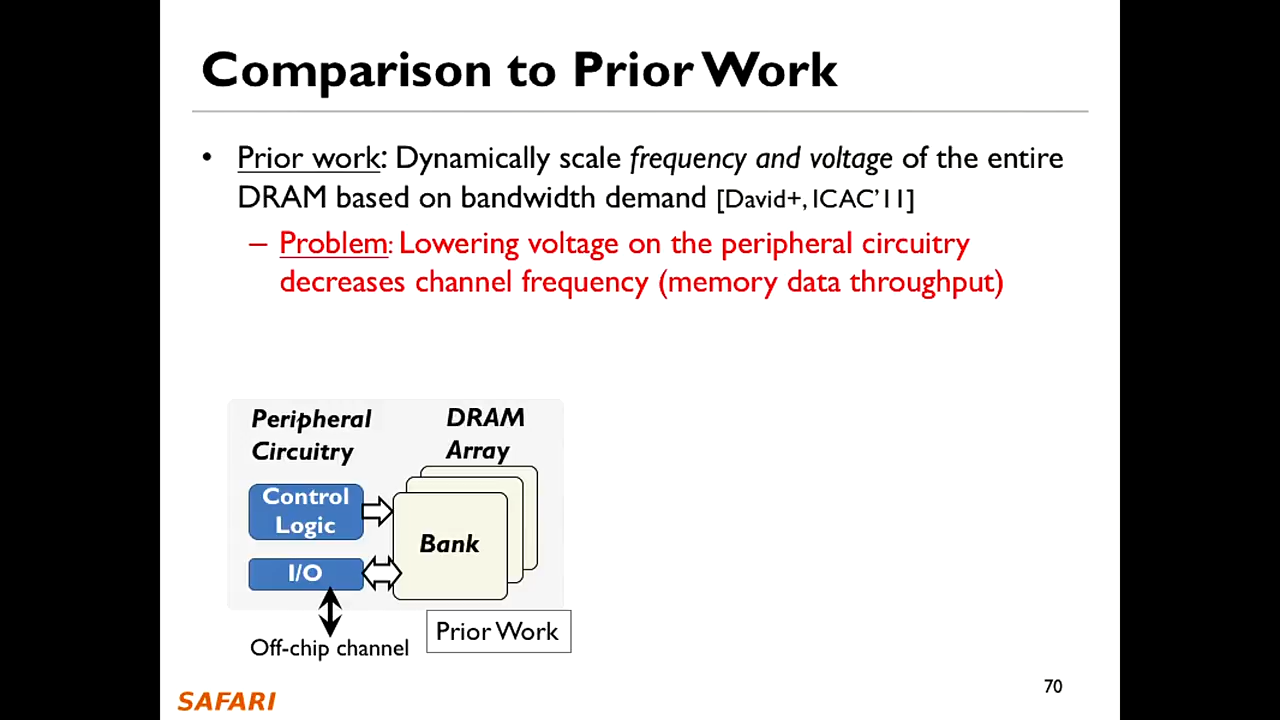 Comparison to Prior Work
• Prior work: Dynamically scale frequency and voltage of the entire
DRAM based on bandwidth demand [David+, ICAC'11]
– Problem: Lowering voltage on the peripheral circuitry
decreases channel frequency (memory data throughput)
Peripheral
Circuitry
DRAM
Array
Control
Logic
Bank
I/O
Prior Work
Off-chip channel
70
SAFARI